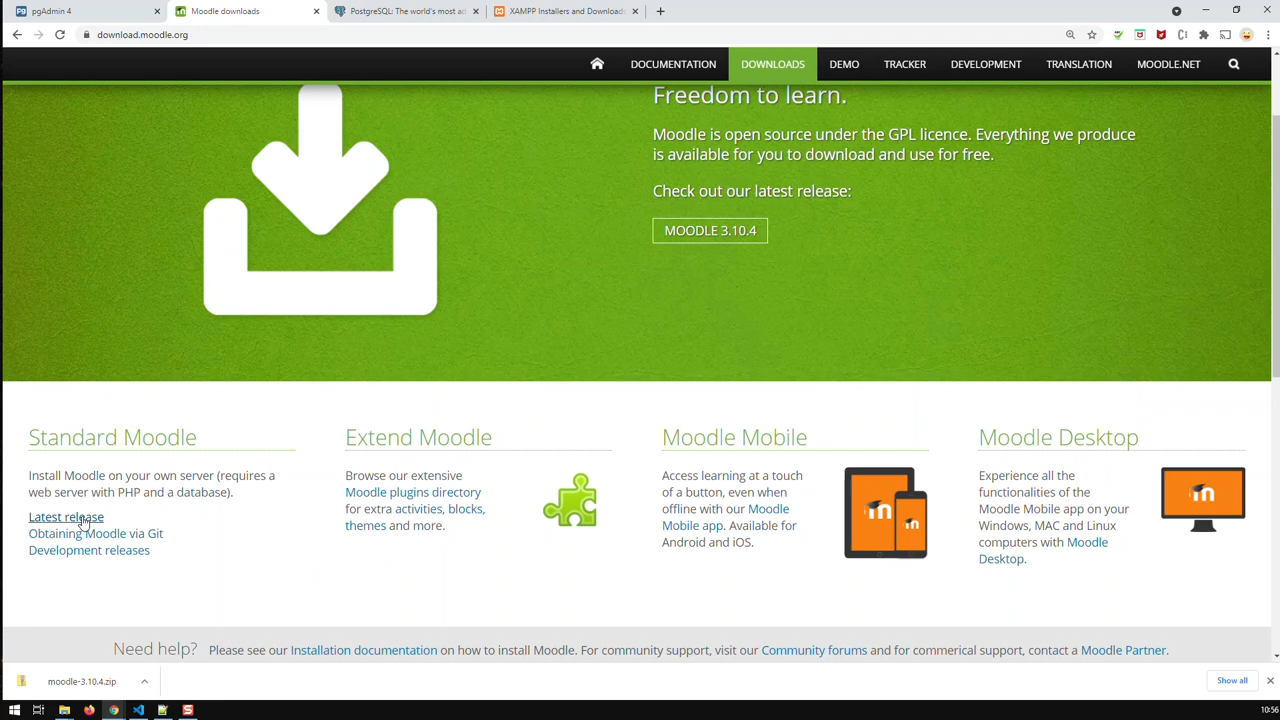 pgAdmin 4
Moodle downloads
PostgreSQL: The world's most ad
XAMPP Installers and Downloads
download.moodle.org
DOCUMENTATION
DOWNLOADS
DEMO
TRACKER
DEVELOPMENT
TRANSLATION
MOODLE.NET
Freedom to learn.
Moodle is open source under the GPL licence. Everything we produce
is available for you to download and use for free.
Check out our latest release:
MOODLE 3.10.4
Standard Moodle
Install Moodle on your own server (requires a
web server with PHP and a database).
Latest release
Obtaining Moodle via Git
Development releases
Extend Moodle
Browse our extensive
Moodle plugins directory
for extra activities, blocks,
themes and more.
Moodle Mobile
Access learning at a touch
of a button, even when
offline with our Moodle
Mobile app. Available for
Android and iOS.
Moodle Desktop
Experience all the
functionalities of the
Moodle Mobile app on your
Windows, MAC and Linux
computers with Moodle
Desktop.
Need help? Please see our Installation documentation on how to install Moodle. For community support, visit our Community forums and for commerical support, contact a Moodle Partner.
moodle-3.10.4.zip
Show all
10:56